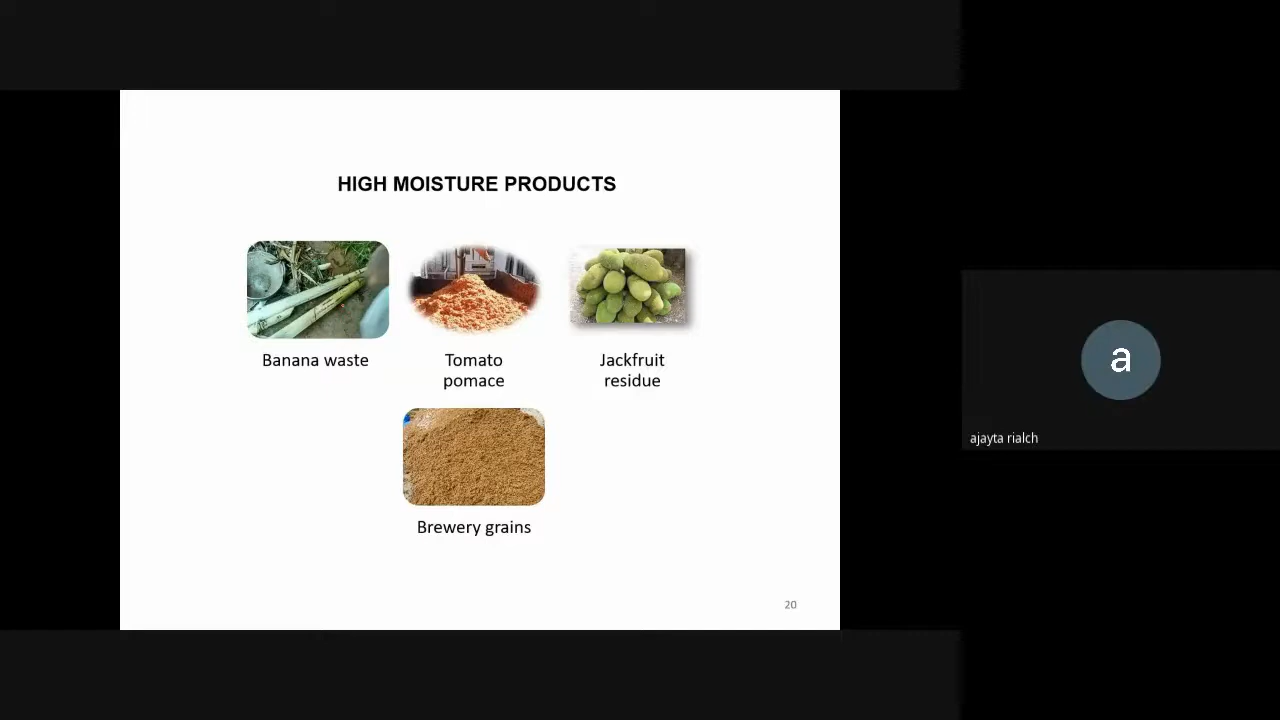 HIGH MOISTURE PRODUCTS
Banana waste
Tomato
pomace
Jackfruit
residue
Brewery grains
20
a
ajayta rialch